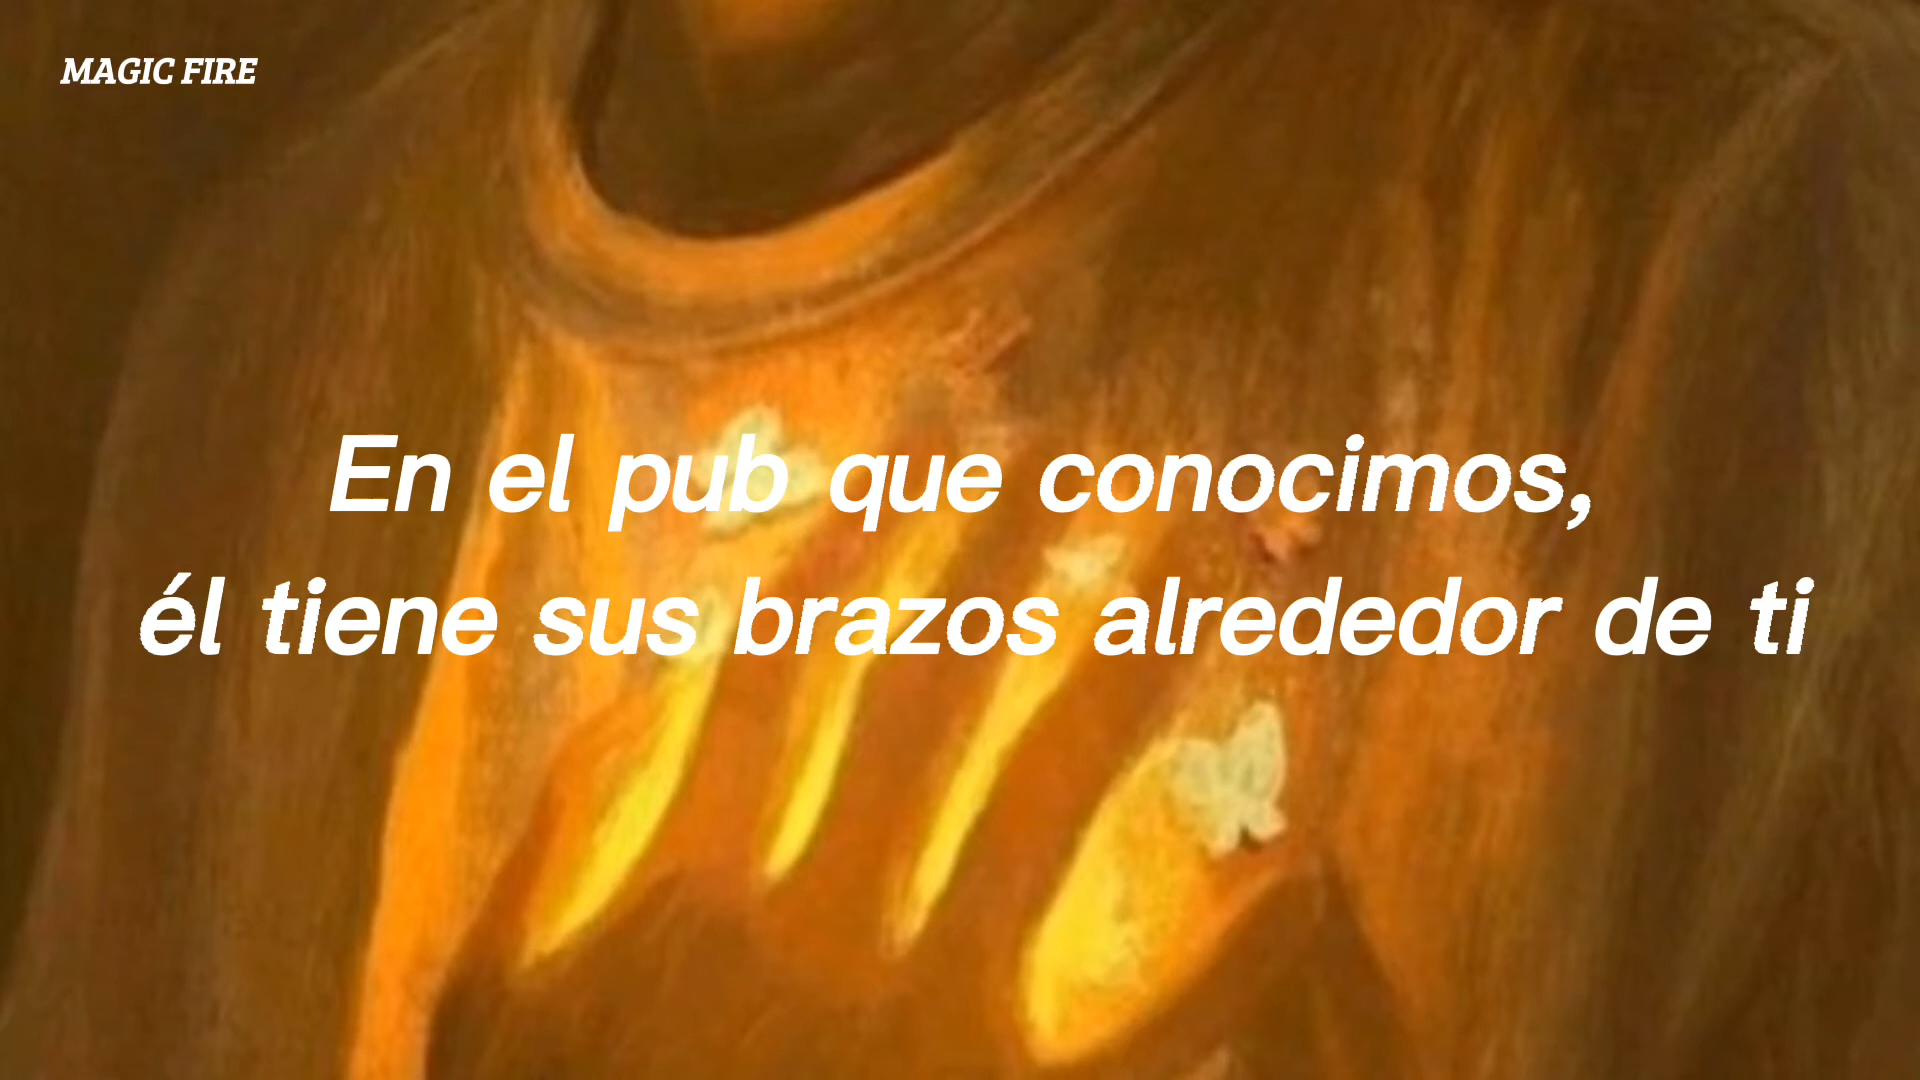 MAGIC FIRE
En el pub que conocimos,
él tiene sus brazos alrededor de ti